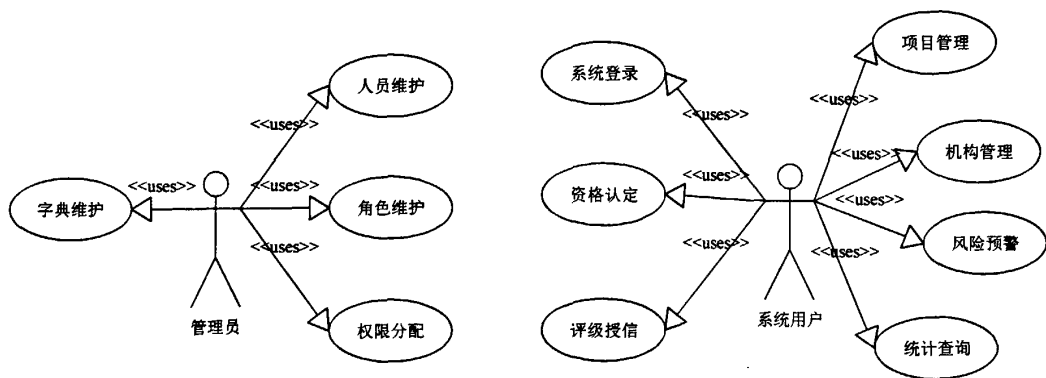 人员维护
<<uses>>
<<uses>>
<<uses>>
字典维护
角色维护
<<uses>>
管理员
权限分配
项目管理
系统登录
<<uses>>
<<uses>>
机构管理
<<uses>>
资格认定
<<uses>>
<<uses>>
风险预警
<<uses>>
<<uses>>
系统用户
评级授信
统计查询